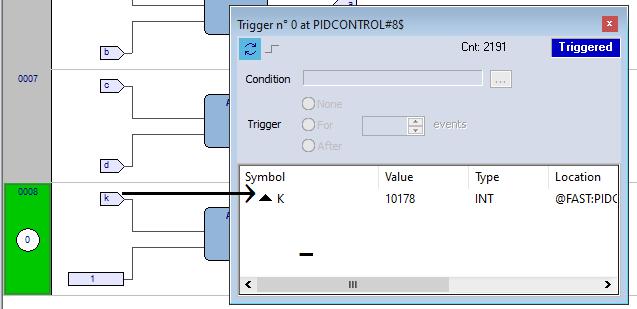 Trigger n° 0 at PIDCONTROL#8$
x
Cnt: 2191
Triggered
Condition
...
None
Trigger
For
events
After
Symbol Value Type Location
K 10178 INT @FAST:PIDC
a
b
0007
c
d
0008
k
0
1